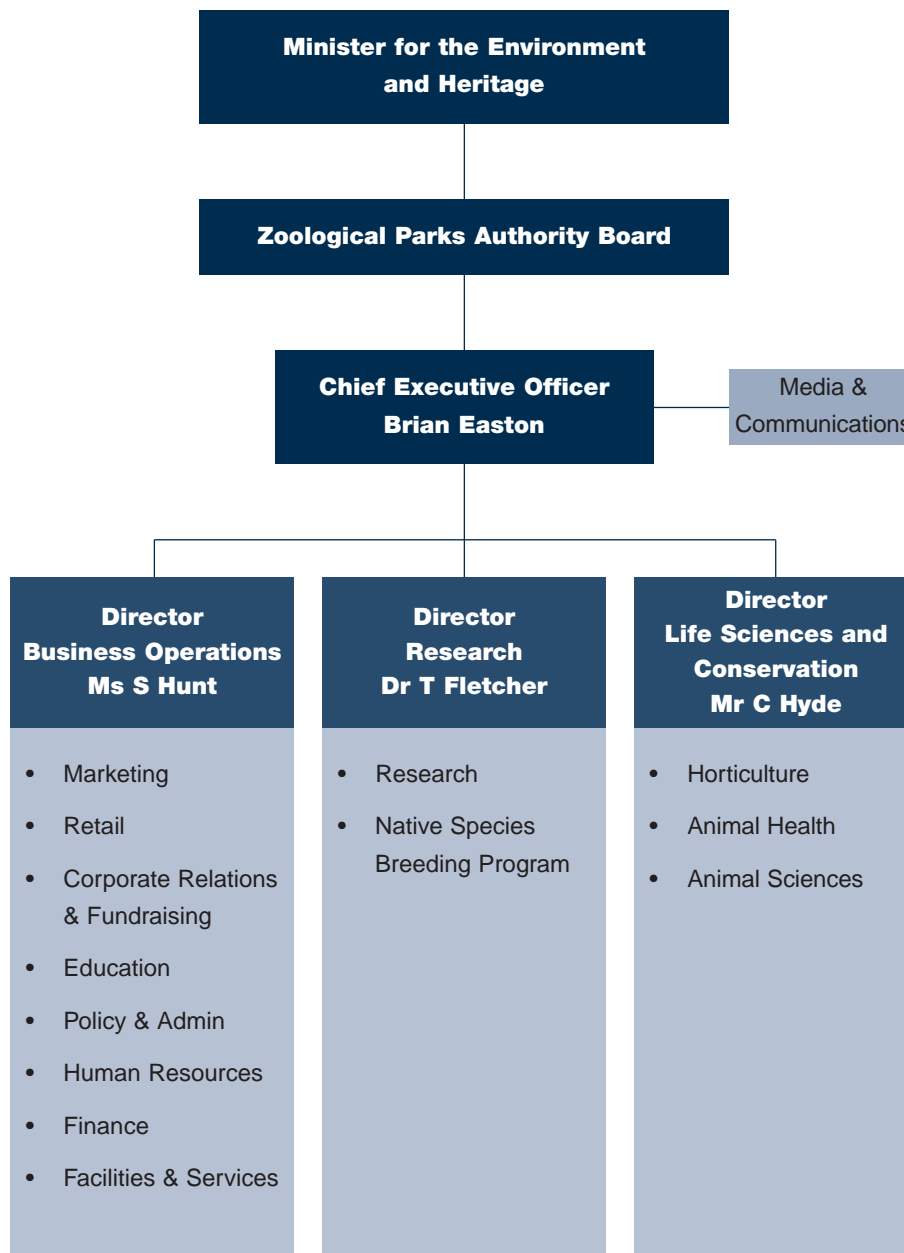 Minister for the Environment
and Heritage
Zoological Parks Authority Board
Chief Executive Officer
Brian Easton
Media &
Communications
Director
Business Operations
Ms S Hunt
• Marketing
• Retail
• Corporate Relations
& Fundraising
• Education
• Policy & Admin
• Human Resources
• Finance
• Facilities & Services
Director
Research
Dr T Fletcher
• Research
• Native Species
Breeding Program
Director
Life Sciences and
Conservation
Mr C Hyde
• Horticulture
• Animal Health
• Animal Sciences